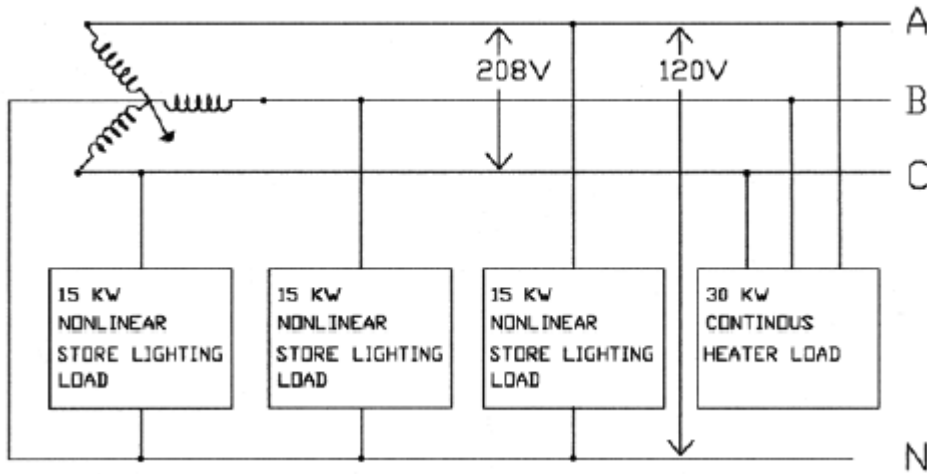 A
208V
120V
B
C
15 KW
NONLINEAR
STORE LIGHTING
LOAD
15 KW
NONLINEAR
STORE LIGHTING
LOAD
15 KW
NONLINEAR
STORE LIGHTING
LOAD
30 KW
CONTINOUS
HEATER LOAD
N